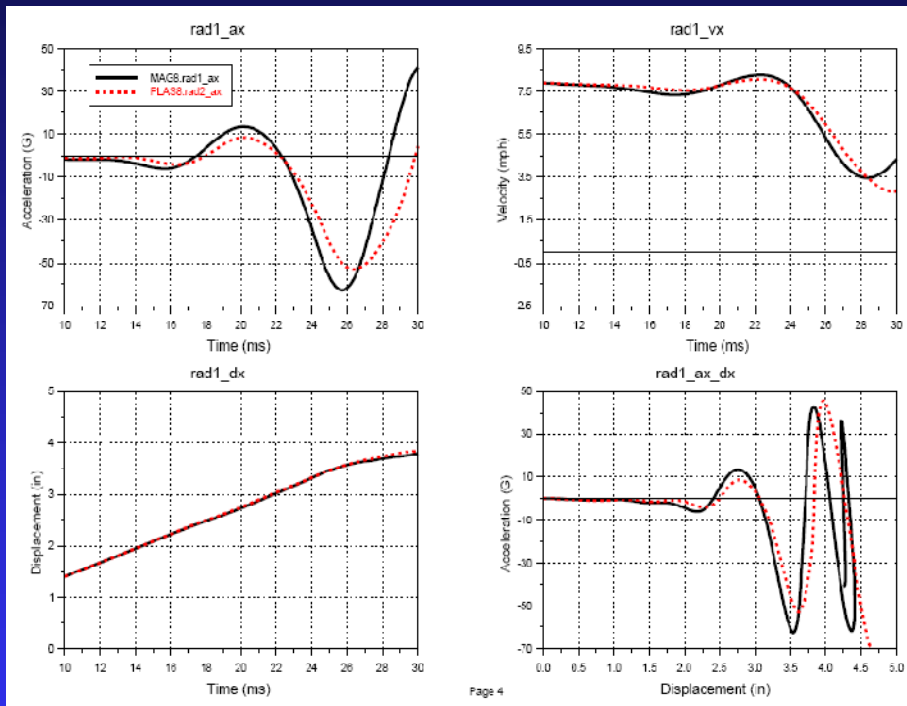 rad1_ax
50
30
10
-10
-30
-50
70
Acceleration (G)
MAG8.rad1_ax
PLAS8.rad2_ax
10 12 14 16 18 20 22 24 26 28 30
Time (ms)
rad1_vx
9.5
7.5
5.5
3.5
1.5
-0.5
2.5
Velocity (mph)
10 12 14 16 18 20 22 24 26 28 30
Time (ms)
rad1_dx
5
4
3
2
1
0
Displacement (in)
10 12 14 16 18 20 22 24 26 28 30
Time (ms)
rad1_ax_dx
50
30
10
-10
-30
-50
-70
Acceleration (G)
0.0 0.5 1.0 1.5 2.0 2.5 3.0 3.5 4.0 4.5 5.0
Displacement (in)
Page 4